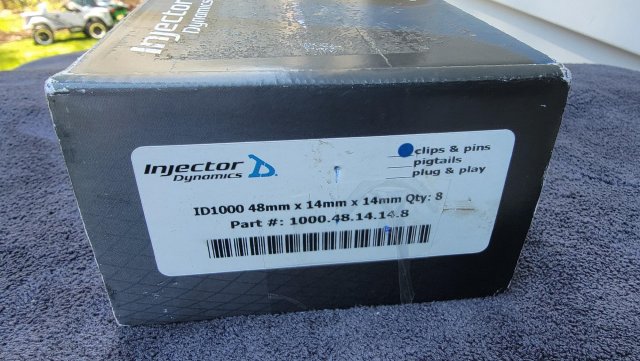 Injector
Dynamics
Injector
Dynamics
clips & pins
pigtails
plug & play
ID1000 48mm x 14mm x 14mm Qty: 8
Part #: 1000.48.14.14.8